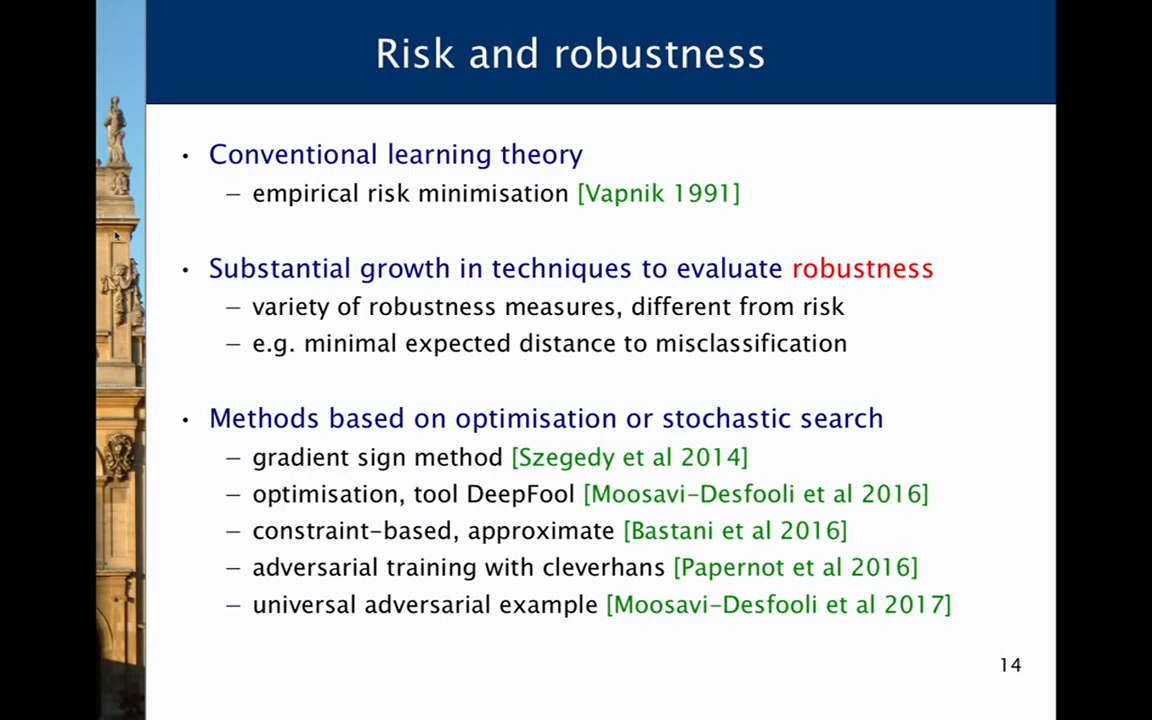 Risk and robustness
• Conventional learning theory
– empirical risk minimisation [Vapnik 1991]
• Substantial growth in techniques to evaluate robustness
– variety of robustness measures, different from risk
– e.g. minimal expected distance to misclassification
• Methods based on optimisation or stochastic search
– gradient sign method [Szegedy et al 2014]
– optimisation, tool DeepFool [Moosavi-Desfooli et al 2016]
– constraint-based, approximate [Bastani et al 2016]
– adversarial training with cleverhans [Papernot et al 2016]
– universal adversarial example [Moosavi-Desfooli et al 2017]
14